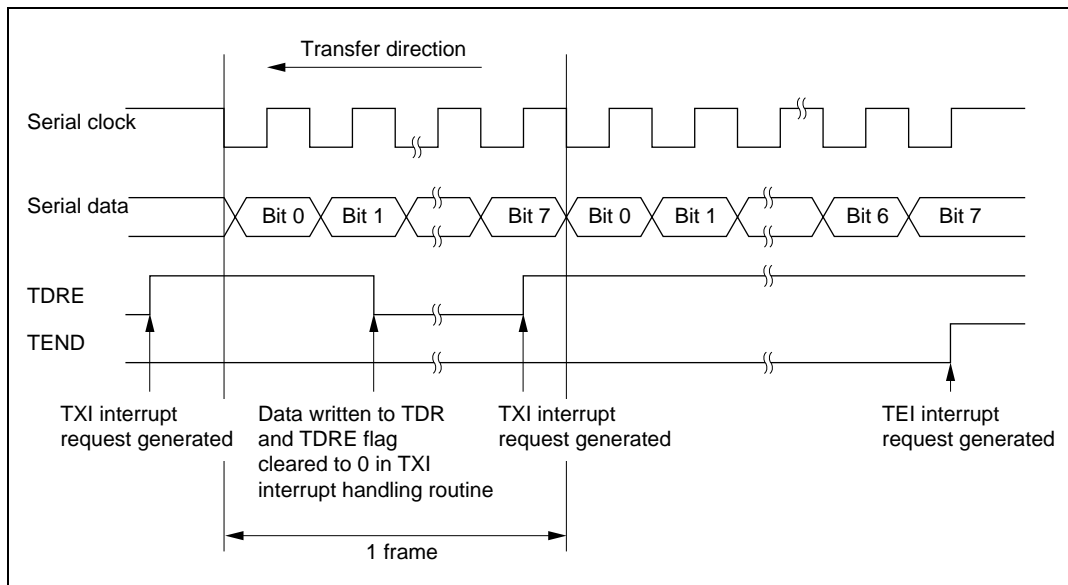 Transfer direction
Serial clock
Serial data
Bit 0
Bit 1
Bit 7
Bit 0
Bit 1
Bit 6
Bit 7
TDRE
TEND
TXI interrupt
request generated
Data written to TDR
and TDRE flag
cleared to 0 in TXI
interrupt handling routine
TXI interrupt
request generated
TEI interrupt
request generated
1 frame